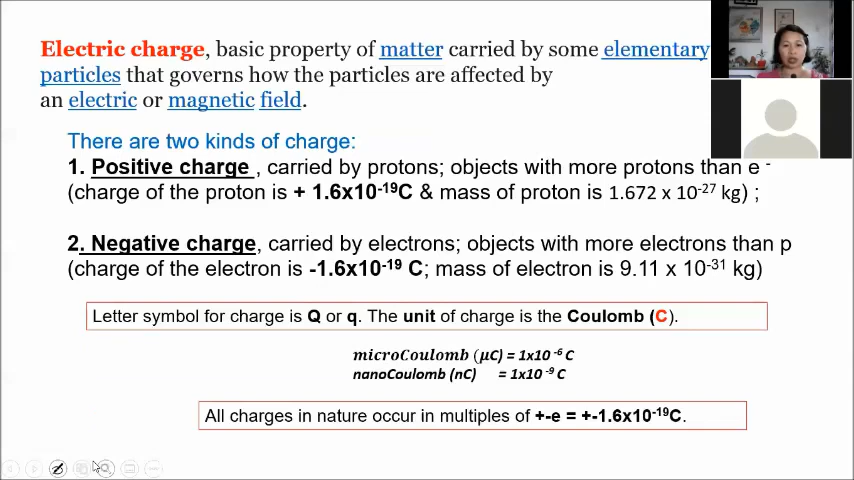 Electric charge, basic property of matter carried by some elementary
particles that governs how the particles are affected by
an electric or magnetic field.
There are two kinds of charge:
1. Positive charge , carried by protons; objects with more protons than e -
(charge of the proton is + 1.6x10⁻¹⁹C & mass of proton is 1.672 x 10⁻²⁷ kg) ;
2. Negative charge, carried by electrons; objects with more electrons than p
(charge of the electron is -1.6x10⁻¹⁹ C; mass of electron is 9.11 x 10⁻³¹ kg)
Letter symbol for charge is Q or q. The unit of charge is the Coulomb (C).
microCoulomb (μC) = 1x10 ⁻⁶ C
nanoCoulomb (nC) = 1x10 ⁻⁹ C
All charges in nature occur in multiples of +-e = +-1.6x10⁻¹⁹C.